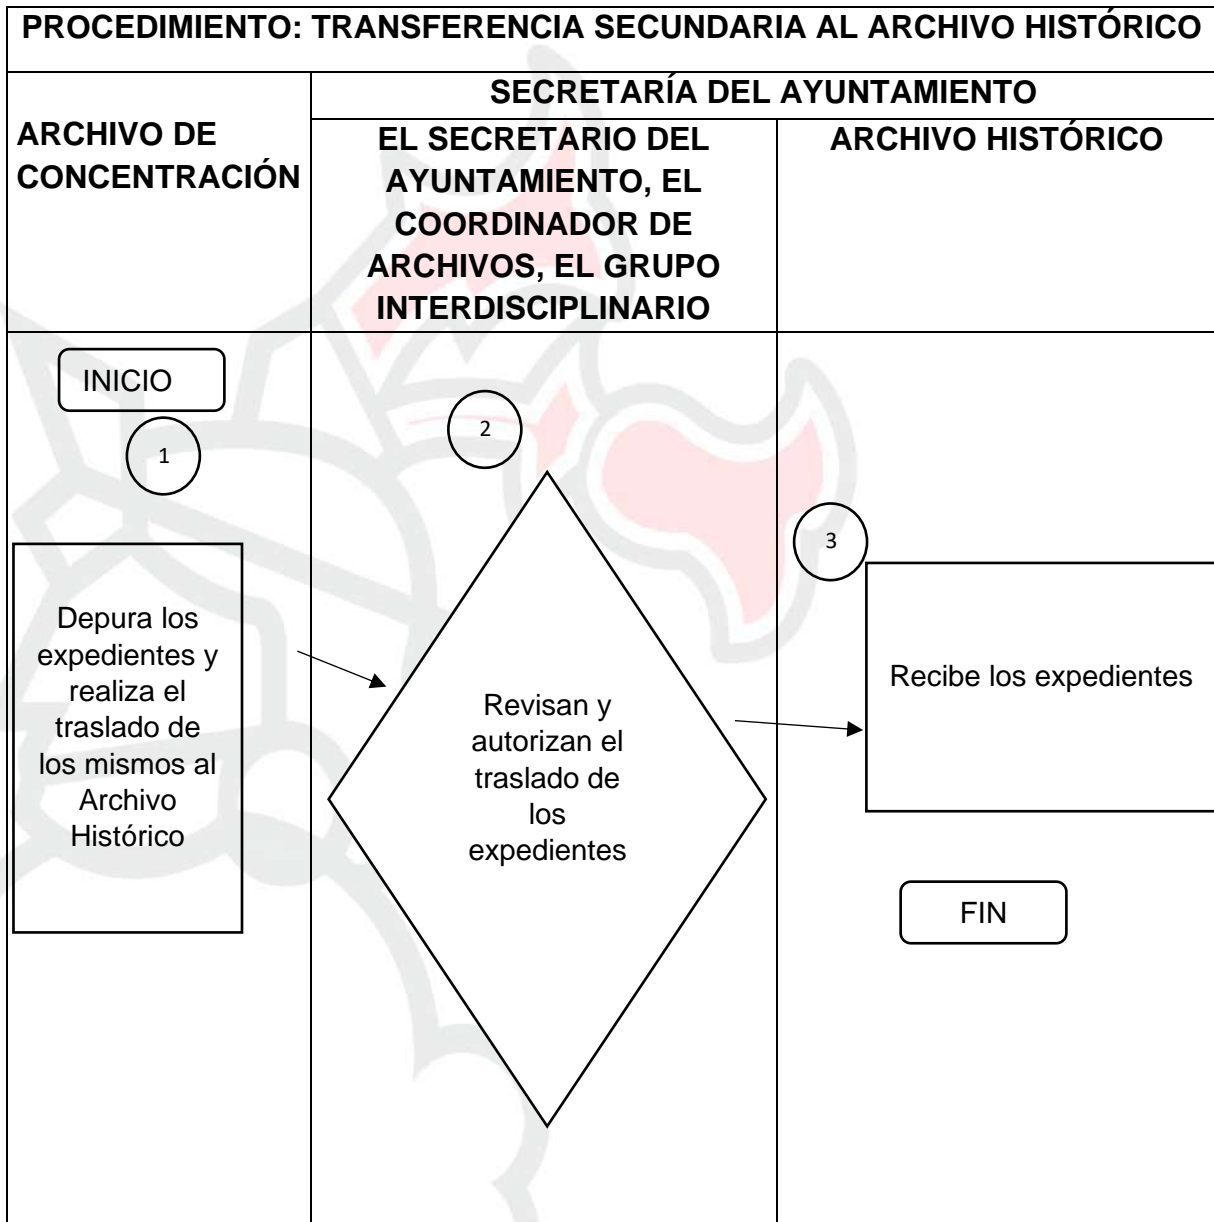 PROCEDIMIENTO: TRANSFERENCIA SECUNDARIA AL ARCHIVO HISTÓRICO
ARCHIVO DE
CONCENTRACIÓN
SECRETARÍA DEL AYUNTAMIENTO
EL SECRETARIO DEL
AYUNTAMIENTO, EL
COORDINADOR DE
ARCHIVOS, EL GRUPO
INTERDISCIPLINARIO
ARCHIVO HISTÓRICO
INICIO
1
Depura los
expedientes y
realiza el
traslado de
los mismos al
Archivo
Histórico
2
Revisan y
autorizan el
traslado de
los
expedientes
3
Recibe los expedientes
FIN